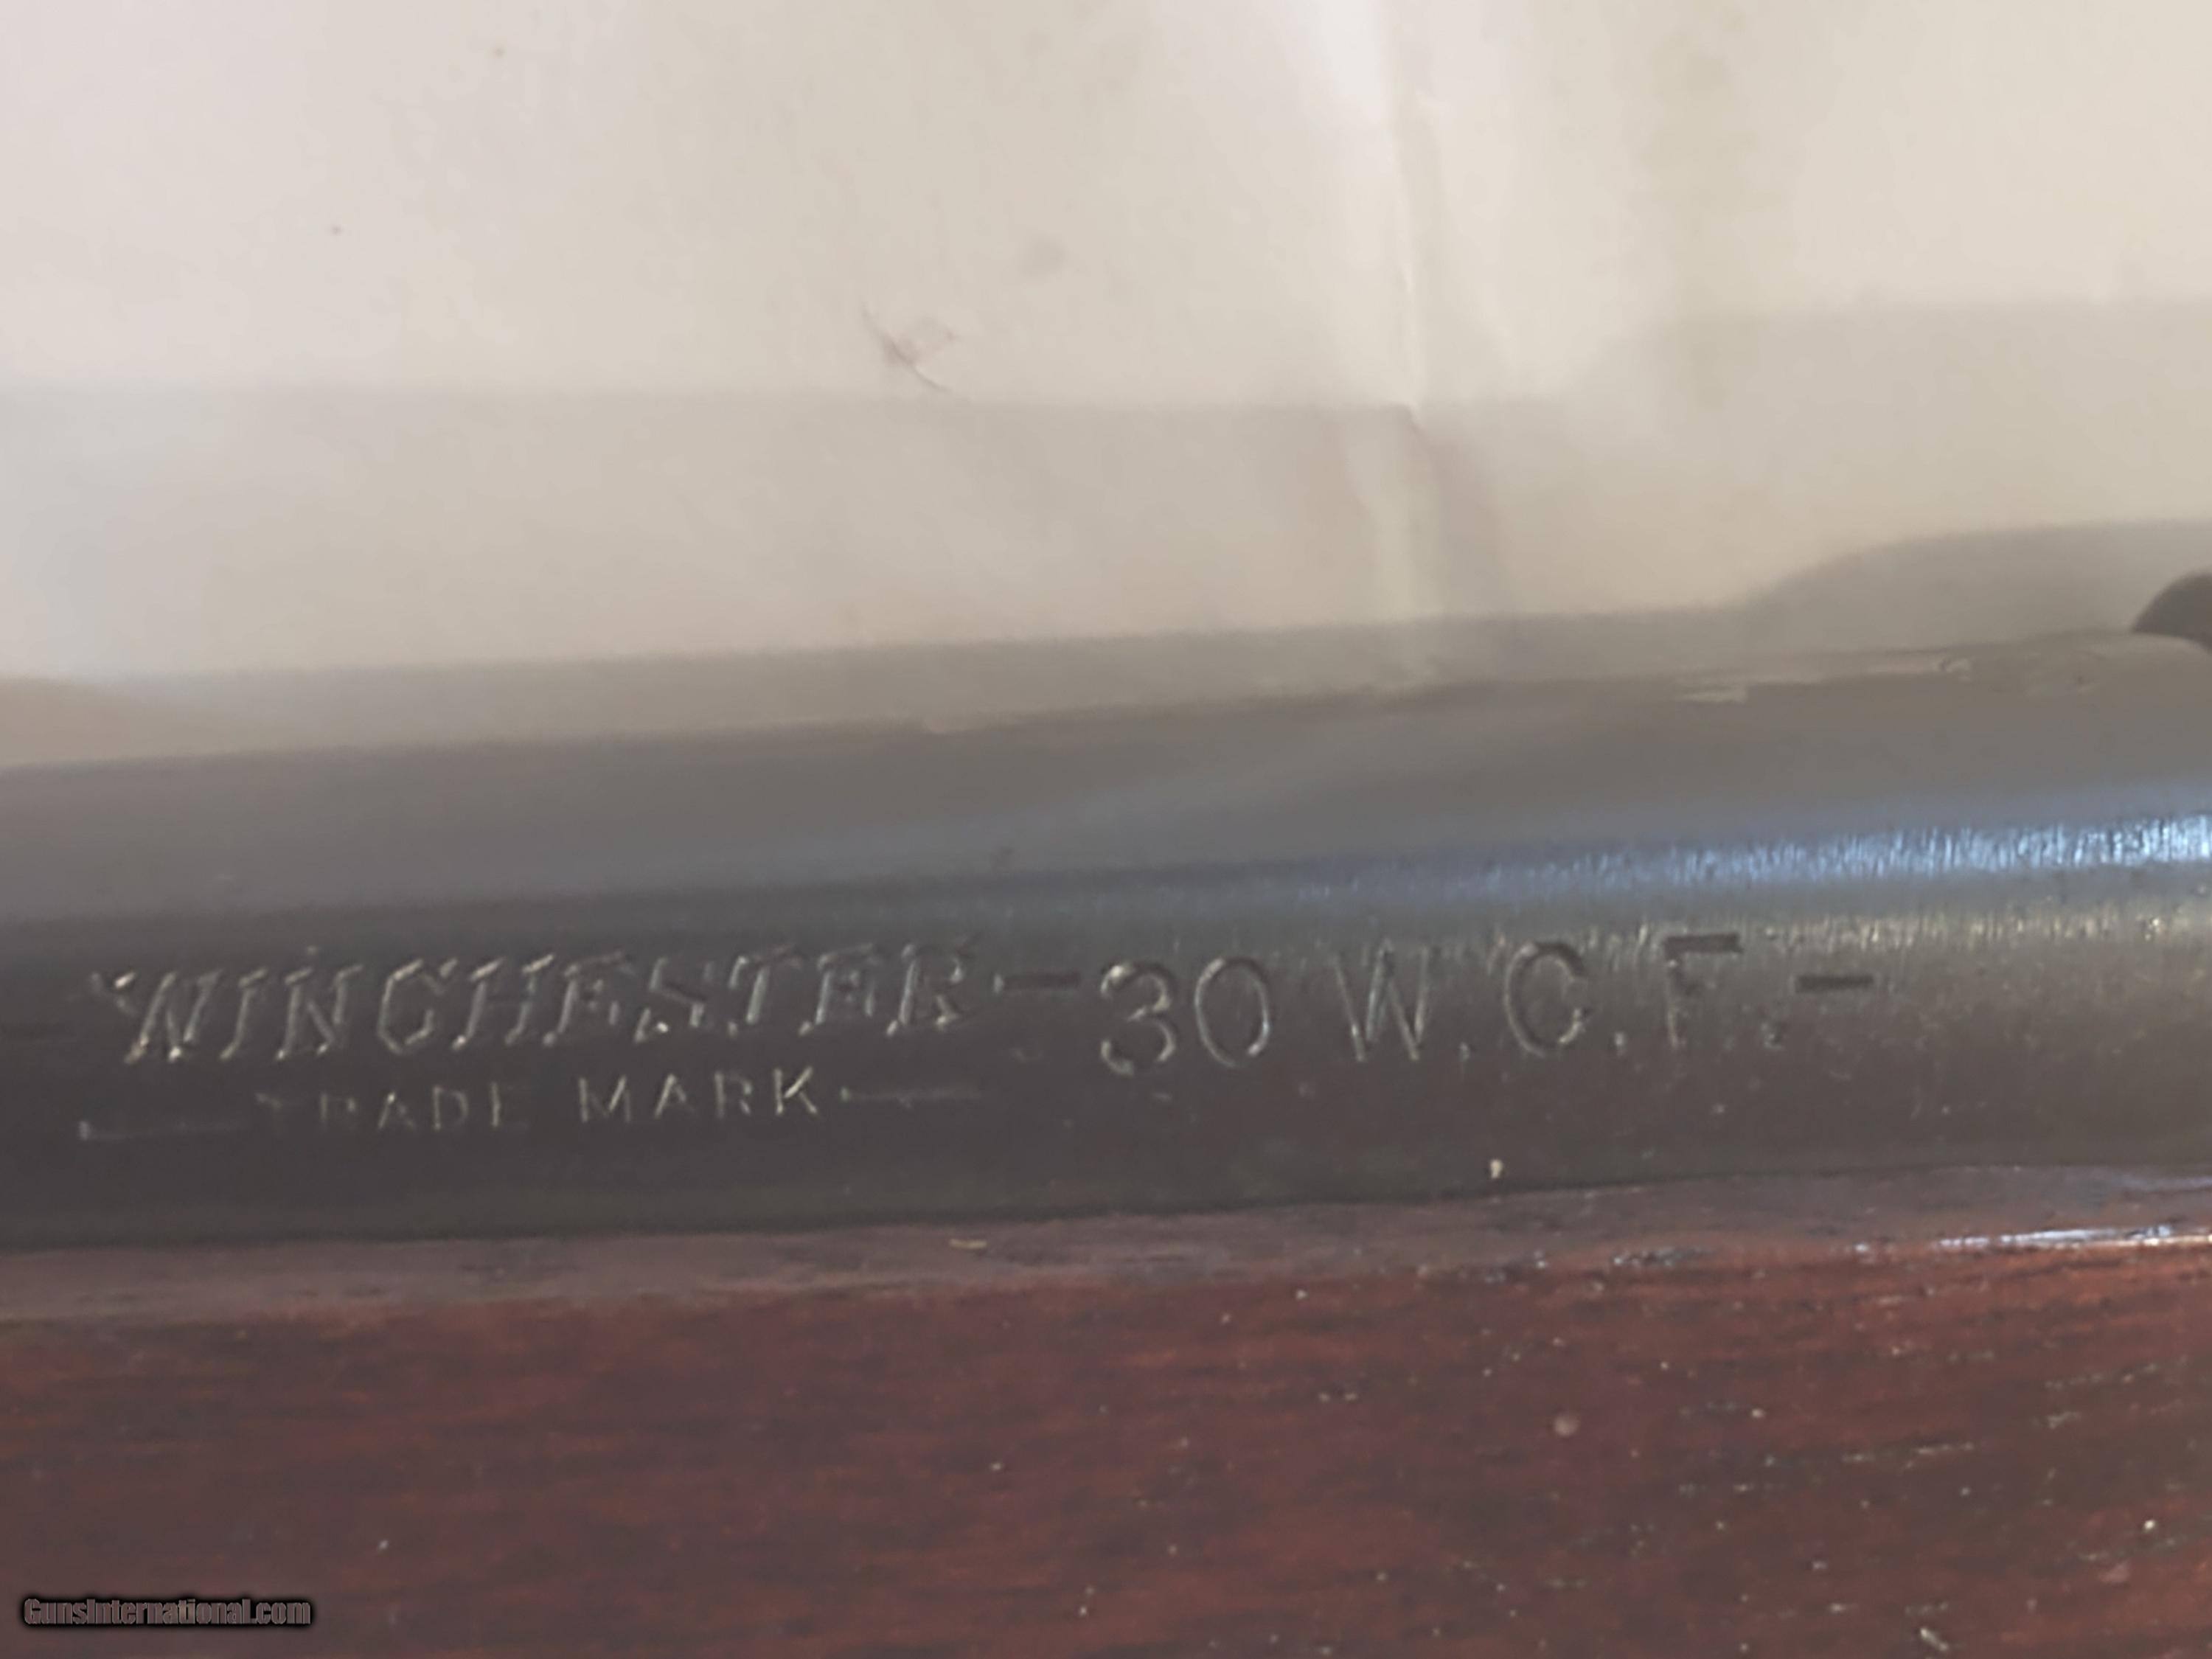 WINCHESTER-30 W.C.F.-
TRADE MARK
GunsInternational.com